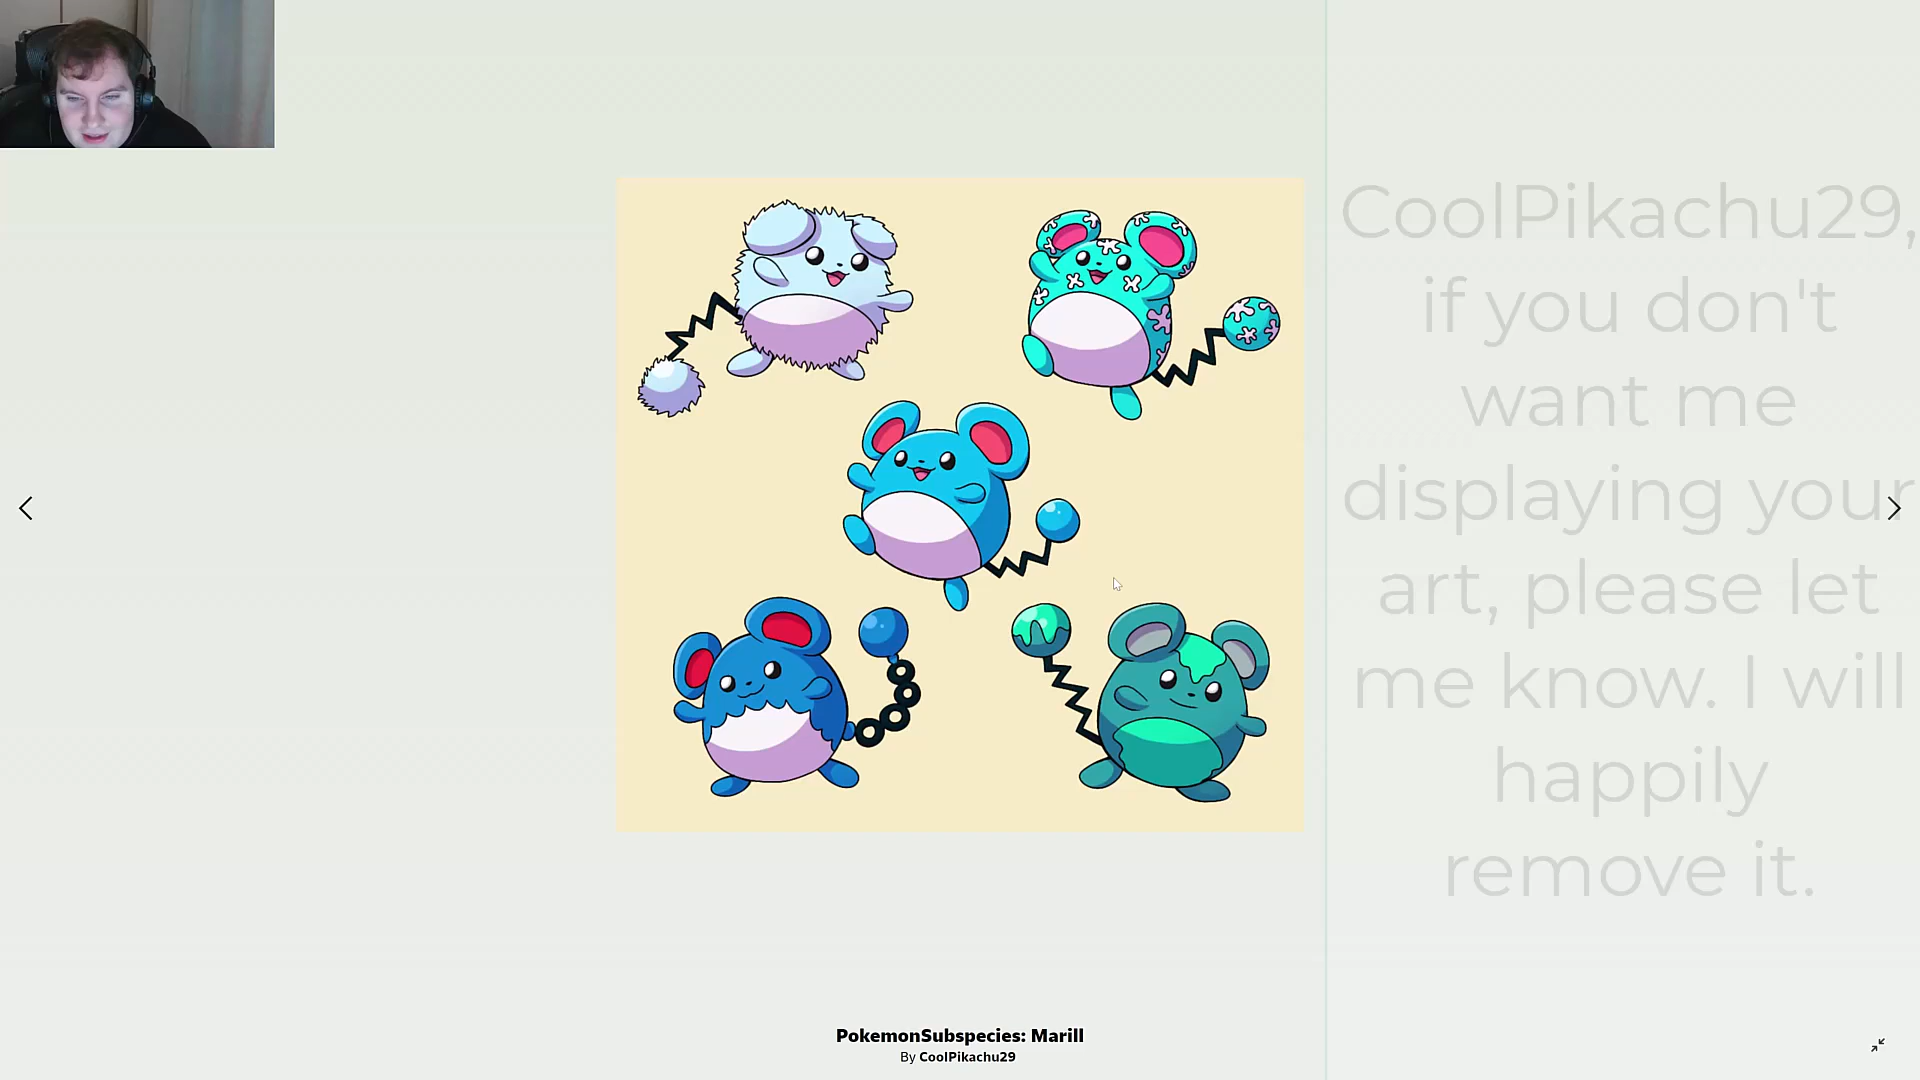 CoolPikachu29,
if you don't
want me
displaying your
art, please let
me know. I will
happily
remove it.
PokemonSubspecies: Marill
By CoolPikachu29